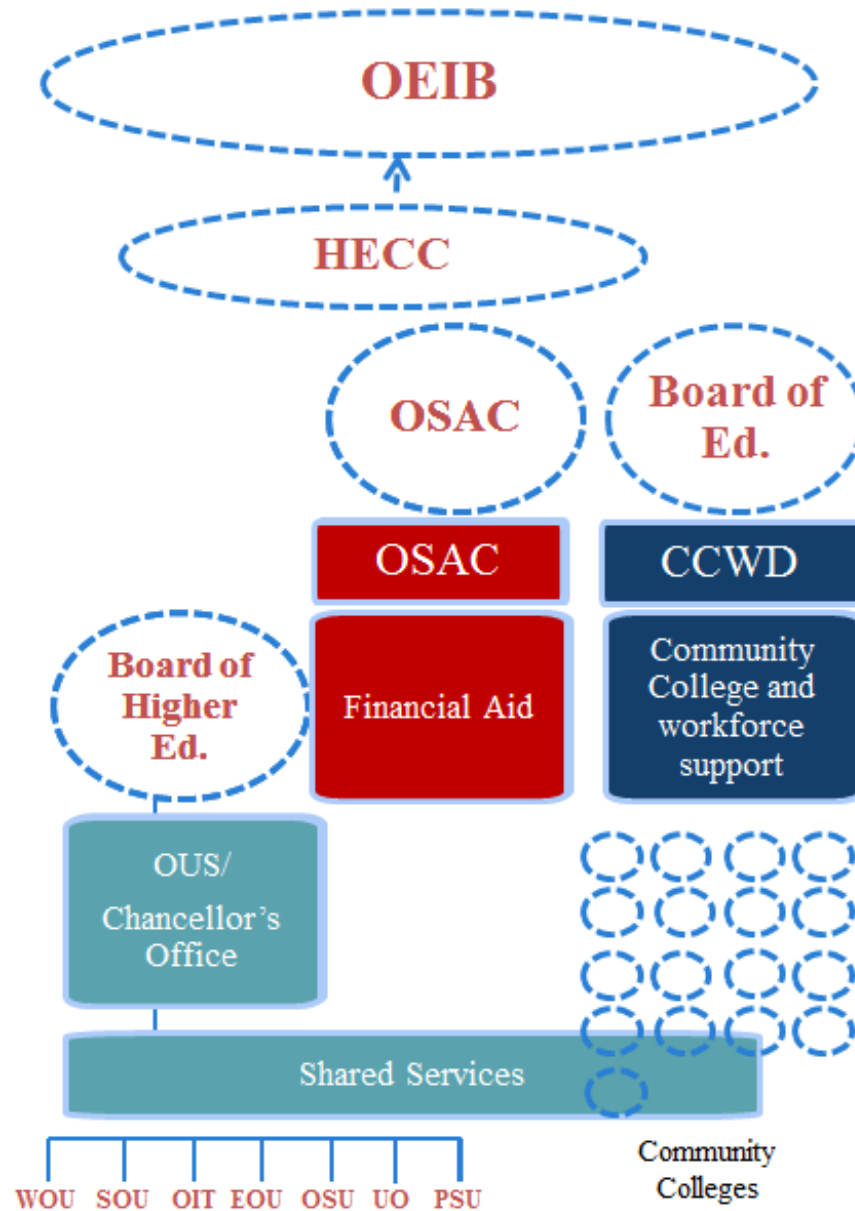 OEIB
HECC
OSAC
Board of
Ed.
OSAC
CCWD
Board of
Higher
Ed.
Financial Aid
Community
College and
workforce
support
OUS/
Chancellor’s
Office
Shared Services
WOU SOU OIT EOU OSU UO PSU
Community
Colleges